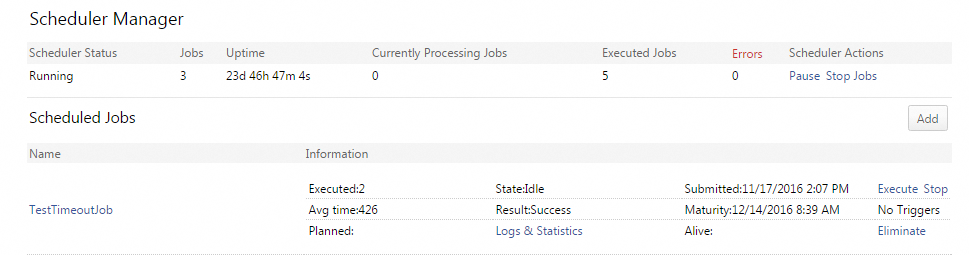 Scheduler Manager
Scheduler Status Jobs Uptime Currently Processing Jobs Executed Jobs Errors Scheduler Actions
Running 3 23d 46h 47m 4s 0 5 0 Pause Stop Jobs
Scheduled Jobs Add
Name Information
Executed:2 State:Idle Submitted:11/17/2016 2:07 PM Execute Stop
TestTimeoutJob Avg time:426 Result:Success Maturity:12/14/2016 8:39 AM No Triggers
Planned: Logs & Statistics Alive: Eliminate